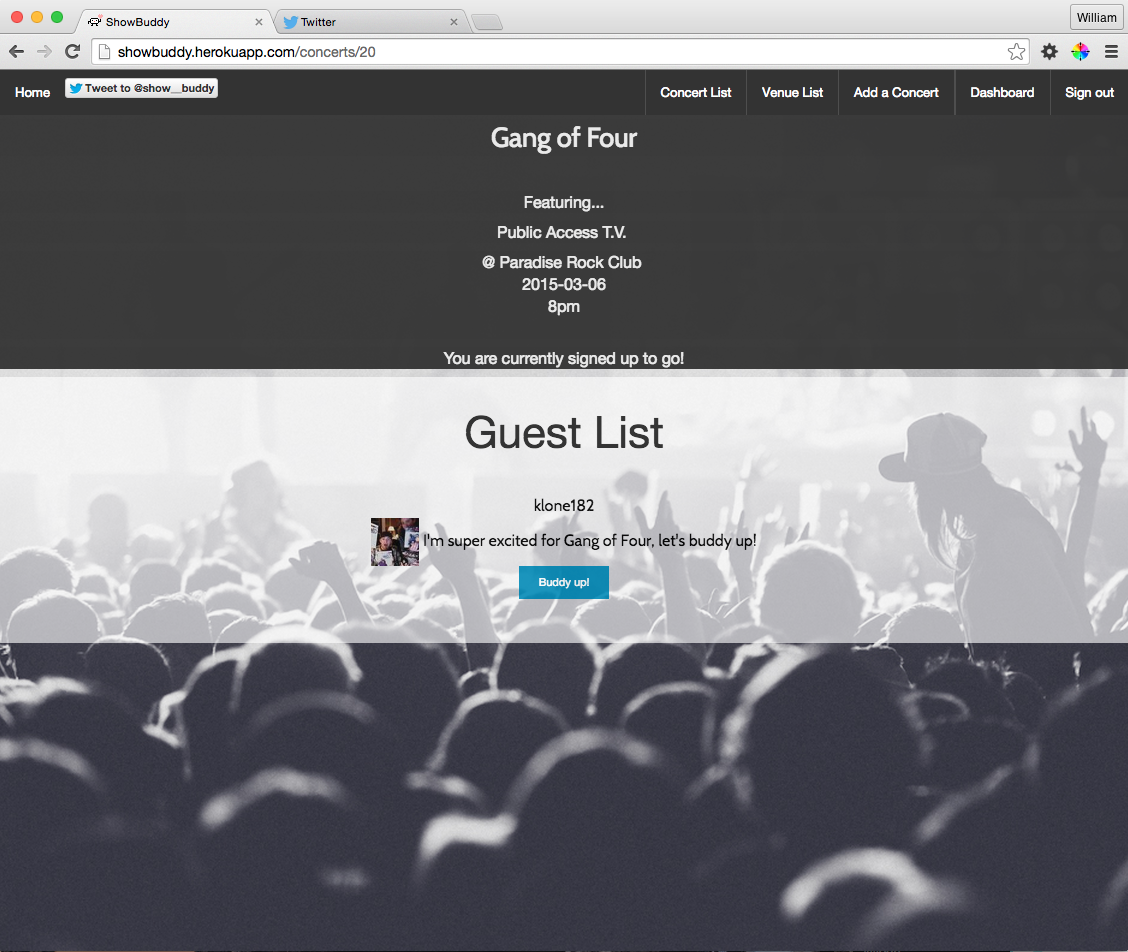 ShowBuddy
Twitter
William
showbuddy.herokuapp.com/concerts/20
Home
Tweet to @show__buddy
Concert List
Venue List
Add a Concert
Dashboard
Sign out
Gang of Four
Featuring...
Public Access T.V.
@ Paradise Rock Club
2015-03-06
8pm
You are currently signed up to go!
Guest List
klone182
I'm super excited for Gang of Four, let's buddy up!
Buddy up!